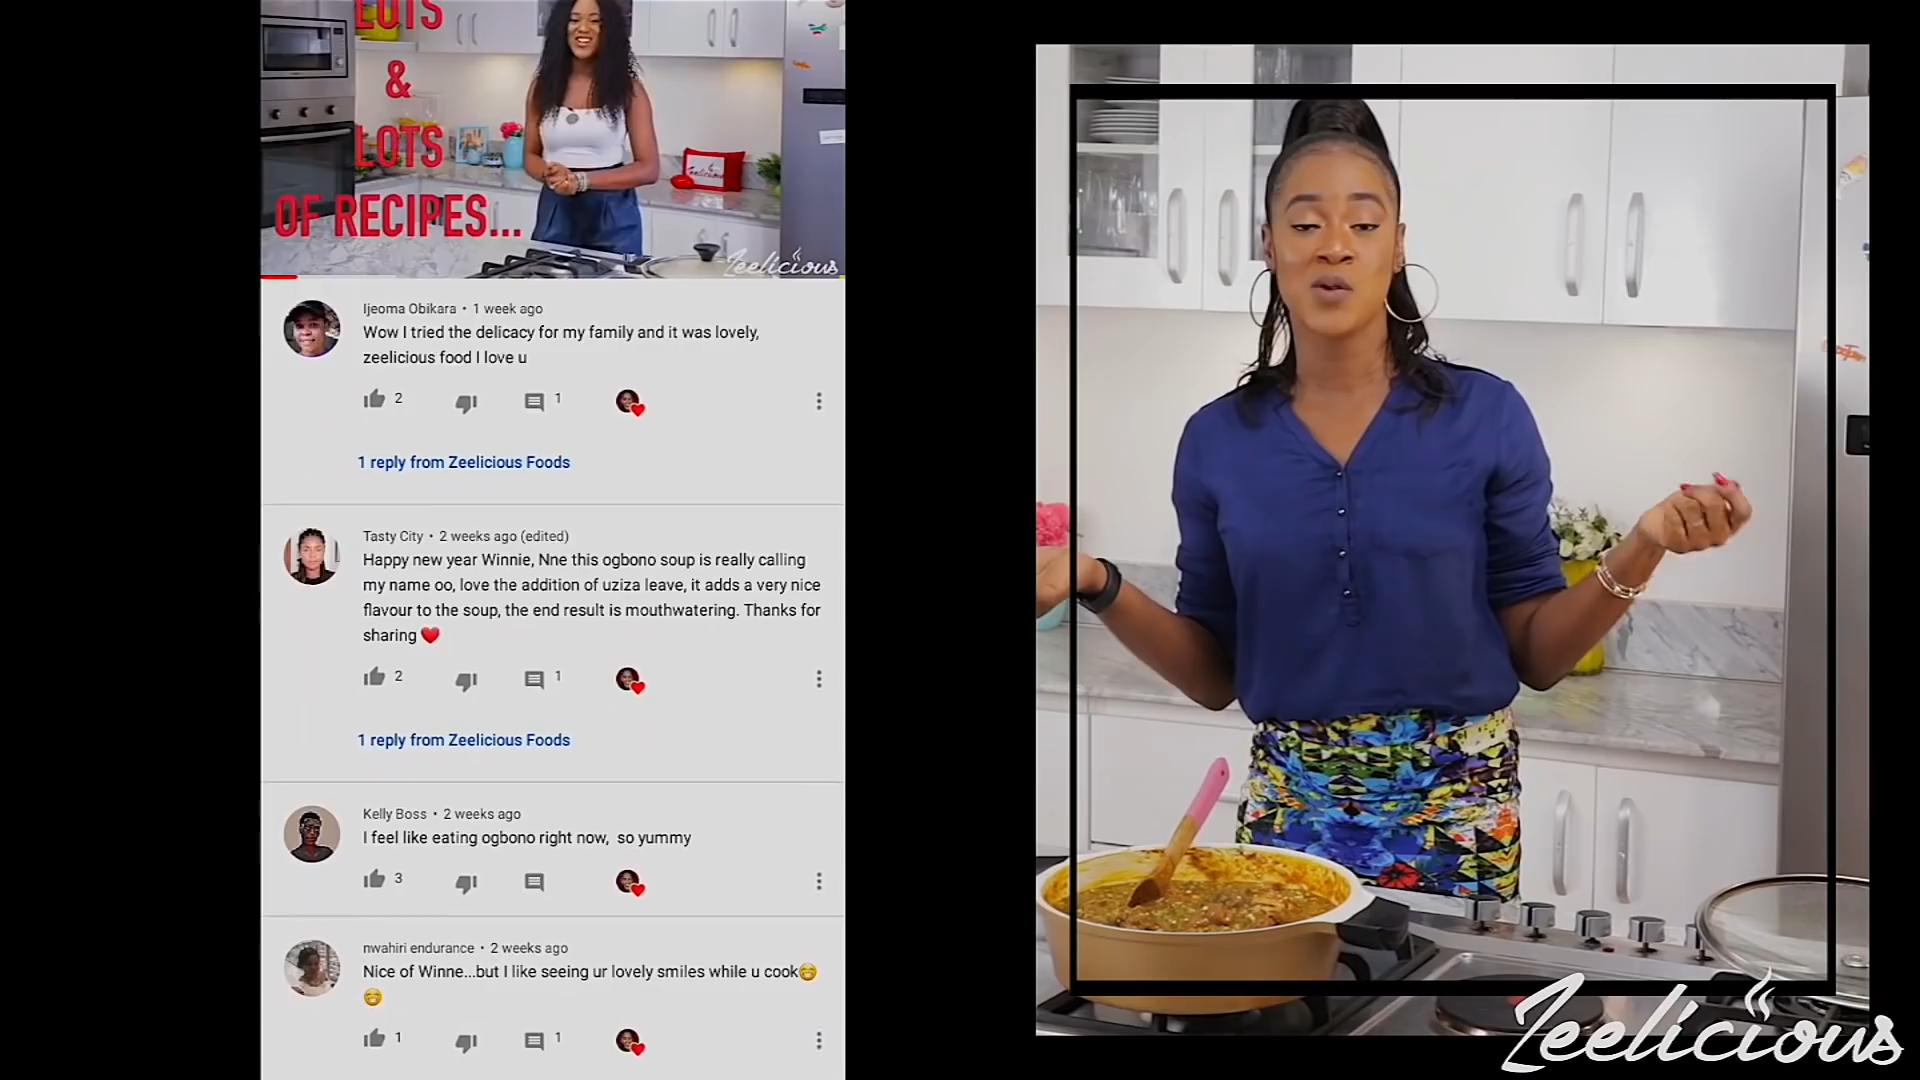 LOTS
&
LOTS
OF RECIPES...
Zeelicious
Zeelicious
Ijeoma Obikara • 1 week ago
Wow I tried the delicacy for my family and it was lovely,
zeelicious food I love u
2
1
1 reply from Zeelicious Foods
Tasty City • 2 weeks ago (edited)
Happy new year Winnie, Nne this ogbono soup is really calling
my name oo, love the addition of uziza leave, it adds a very nice
flavour to the soup, the end result is mouthwatering. Thanks for
sharing ❤️
2
1
1 reply from Zeelicious Foods
Kelly Boss • 2 weeks ago
I feel like eating ogbono right now,  so yummy
3
nwahiri endurance • 2 weeks ago
Nice of Winne...but I like seeing ur lovely smiles while u cook😁
😁
1
1
Zeelicious